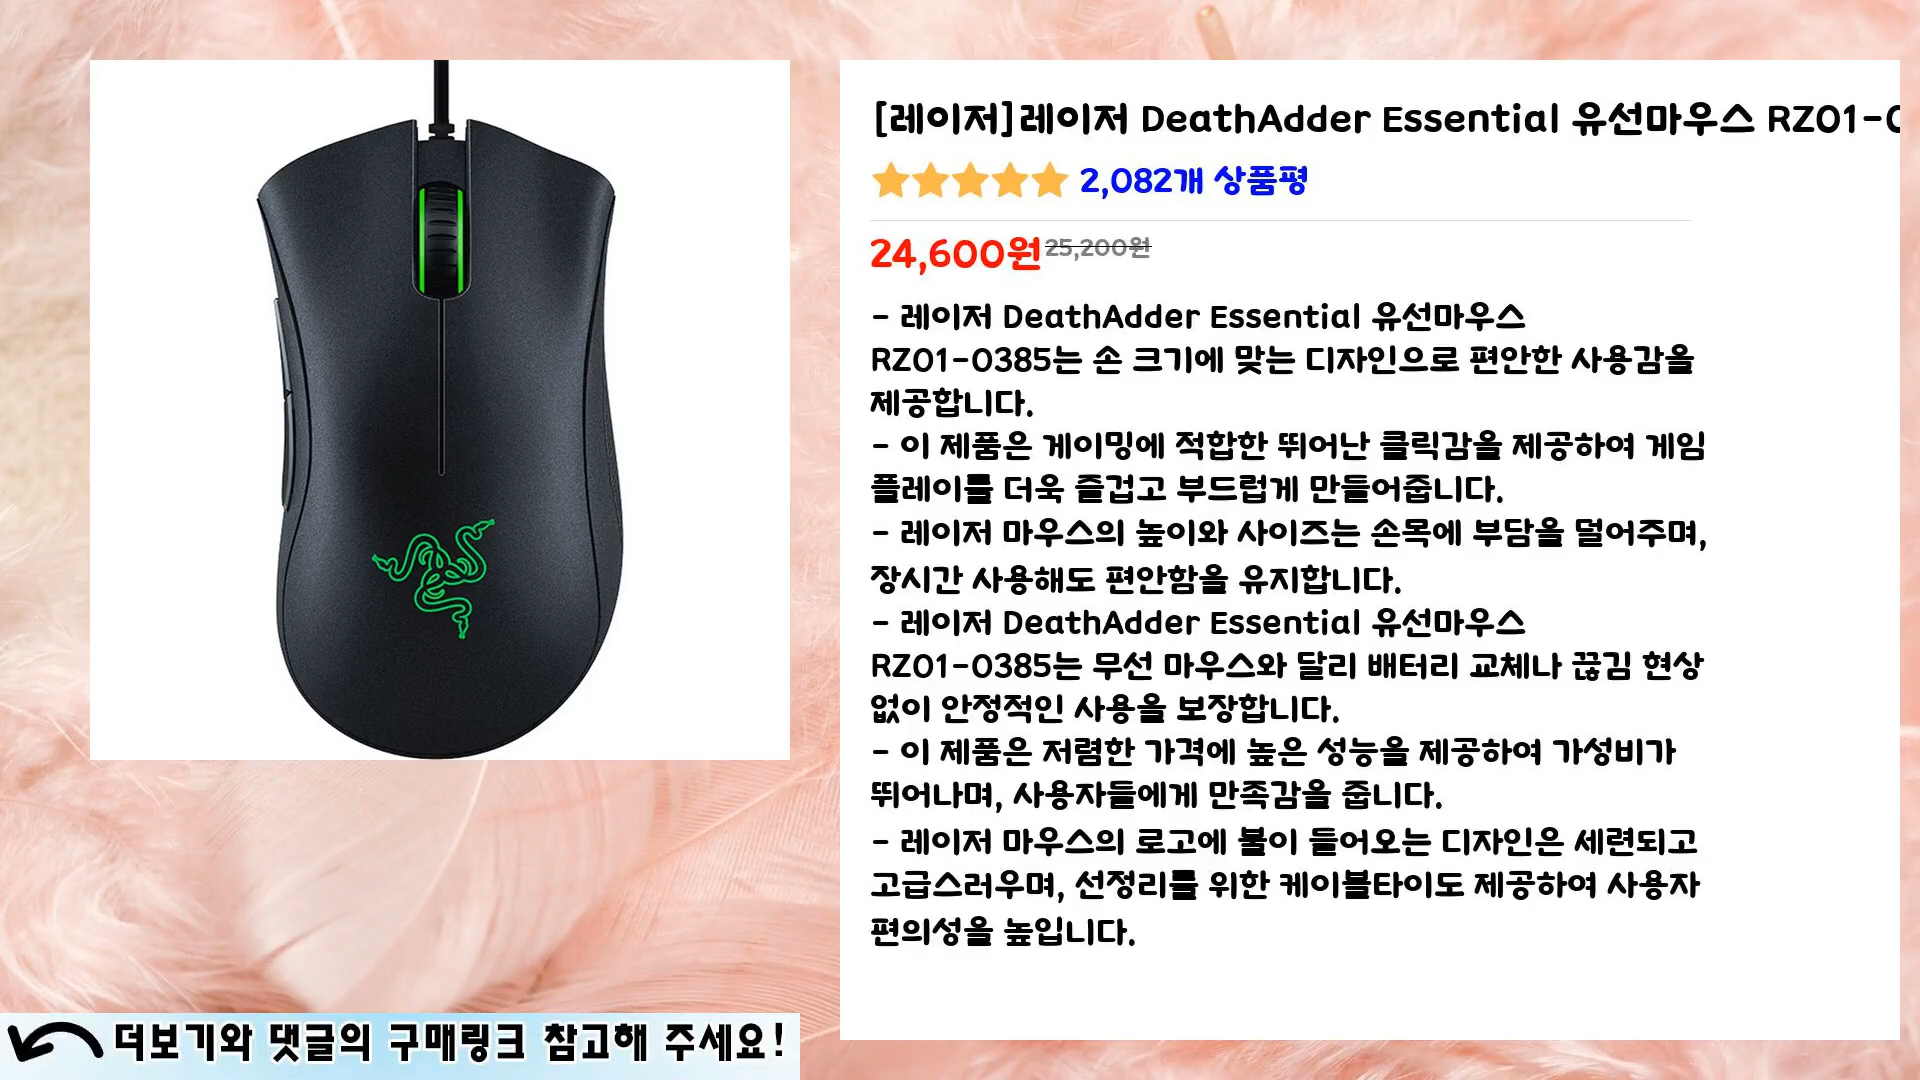 [레이저]레이저 DeathAdder Essential 유선마우스 RZ01-0
2,082개 상품평
24,600원 25,200원
- 레이저 DeathAdder Essential 유선마우스
RZ01-0385는 손 크기에 맞는 디자인으로 편안한 사용감을
제공합니다.
- 이 제품은 게이밍에 적합한 뛰어난 클릭감을 제공하여 게임
플레이를 더욱 즐겁고 부드럽게 만들어줍니다.
- 레이저 마우스의 높이와 사이즈는 손목에 부담을 덜어주며,
장시간 사용해도 편안함을 유지합니다.
- 레이저 DeathAdder Essential 유선마우스
RZ01-0385는 무선 마우스와 달리 배터리 교체나 끊김 현상
없이 안정적인 사용을 보장합니다.
- 이 제품은 저렴한 가격에 높은 성능을 제공하여 가성비가
뛰어나며, 사용자들에게 만족감을 줍니다.
- 레이저 마우스의 로고에 불이 들어오는 디자인은 세련되고
고급스러우며, 선정리를 위한 케이블타이도 제공하여 사용자
편의성을 높입니다.
더보기와 댓글의 구매링크 참고해 주세요!